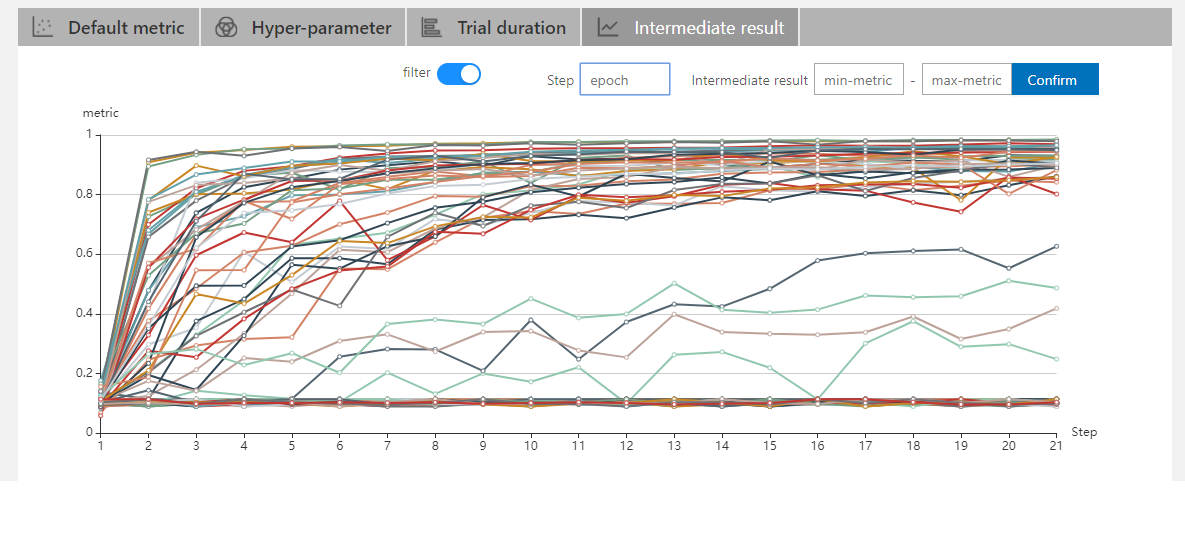 Default metric Hyper-parameter Trial duration Intermediate result
filter Step epoch Intermediate result min-metric - max-metric Confirm
metric
1
0.8
0.6
0.4
0.2
0
1 2 3 4 5 6 7 8 9 10 11 12 13 14 15 16 17 18 19 20 21
Step